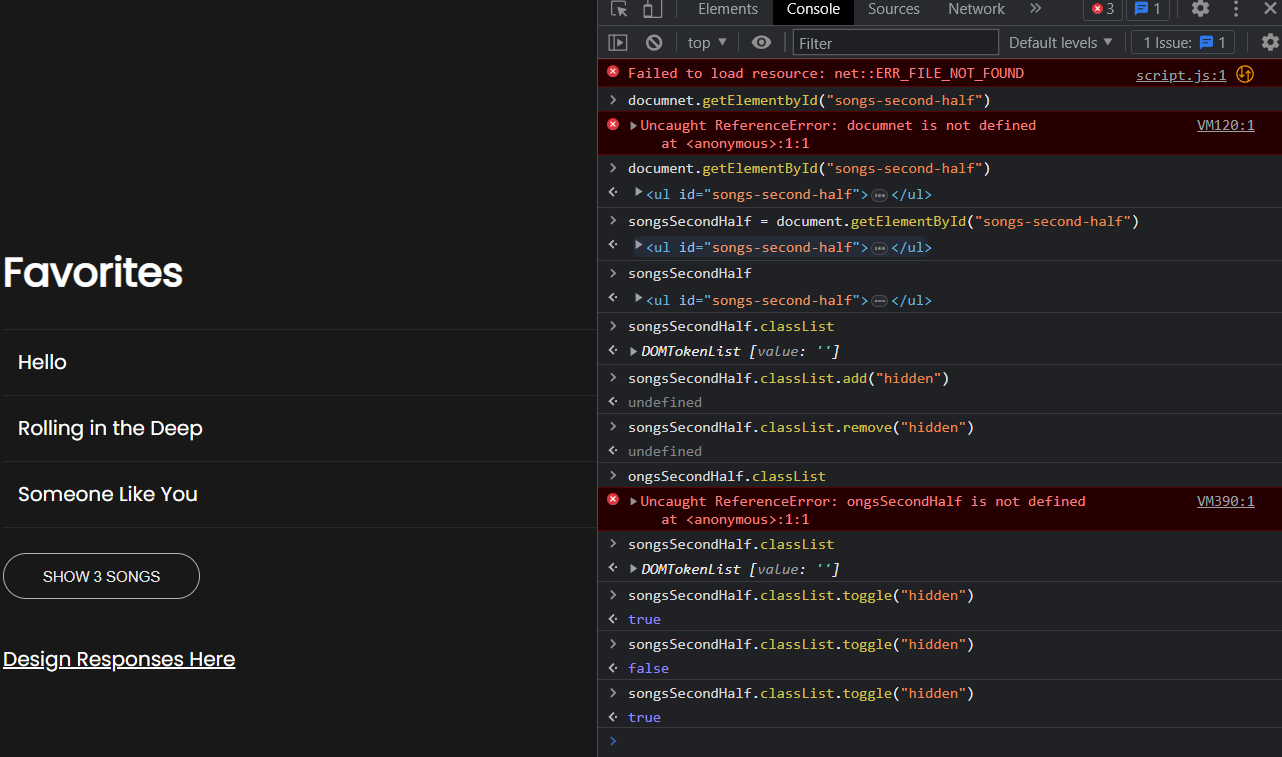 Favorites
Hello
Rolling in the Deep
Someone Like You
SHOW 3 SONGS
Design Responses Here
Elements Console Sources Network 3 1
top Filter Default levels 1 Issue: 1
Failed to load resource: net::ERR_FILE_NOT_FOUND script.js:1
documnet.getElementbyId("songs-second-half")
Uncaught ReferenceError: documnet is not defined VM120:1
at <anonymous>:1:1
document.getElementById("songs-second-half")
<ul id="songs-second-half">…</ul>
songsSecondHalf = document.getElementById("songs-second-half")
<ul id="songs-second-half">…</ul>
songsSecondHalf
<ul id="songs-second-half">…</ul>
songsSecondHalf.classList
DOMTokenList [value: '']
songsSecondHalf.classList.add("hidden")
undefined
songsSecondHalf.classList.remove("hidden")
undefined
ongsSecondHalf.classList
Uncaught ReferenceError: ongsSecondHalf is not defined VM390:1
at <anonymous>:1:1
songsSecondHalf.classList
DOMTokenList [value: '']
songsSecondHalf.classList.toggle("hidden")
true
songsSecondHalf.classList.toggle("hidden")
false
songsSecondHalf.classList.toggle("hidden")
true